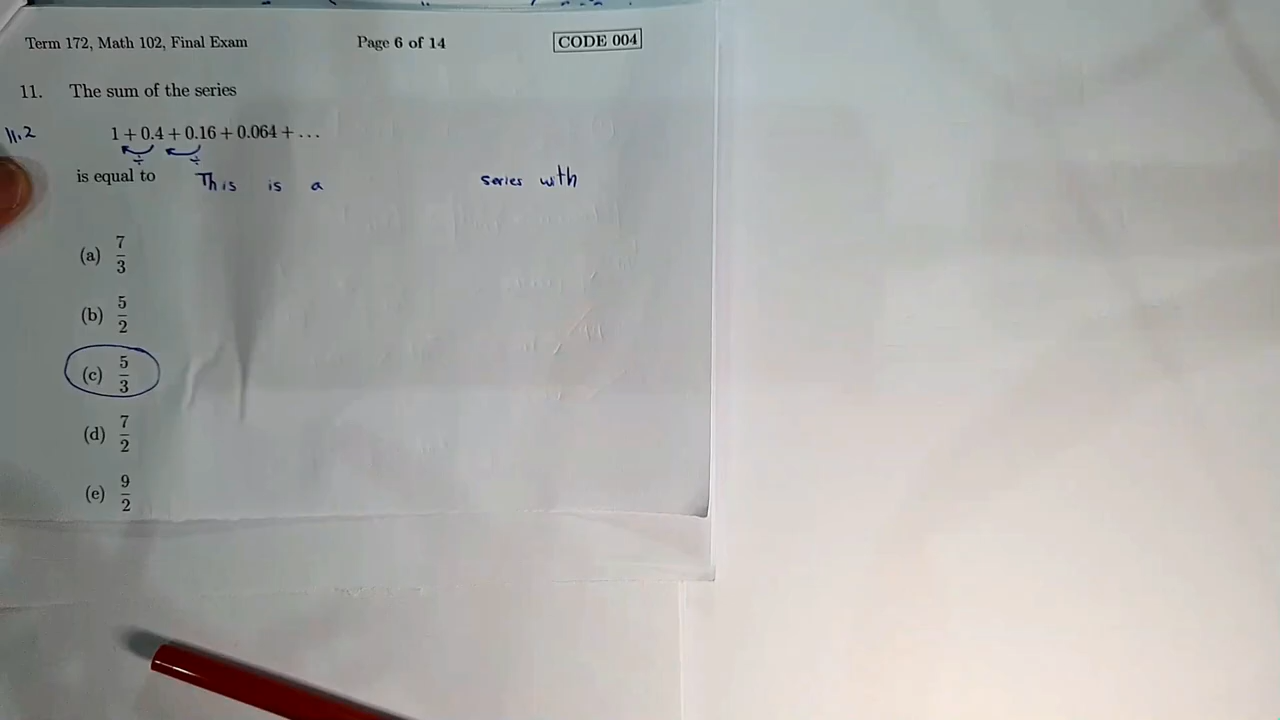 Term 172, Math 102, Final Exam Page 6 of 14 CODE 004
11. The sum of the series
11.2 1 + 0.4 + 0.16 + 0.064 + ...
÷ ÷
is equal to This is a series with
(a) 7/3
(b) 5/2
(c) 5/3
(d) 7/2
(e) 9/2